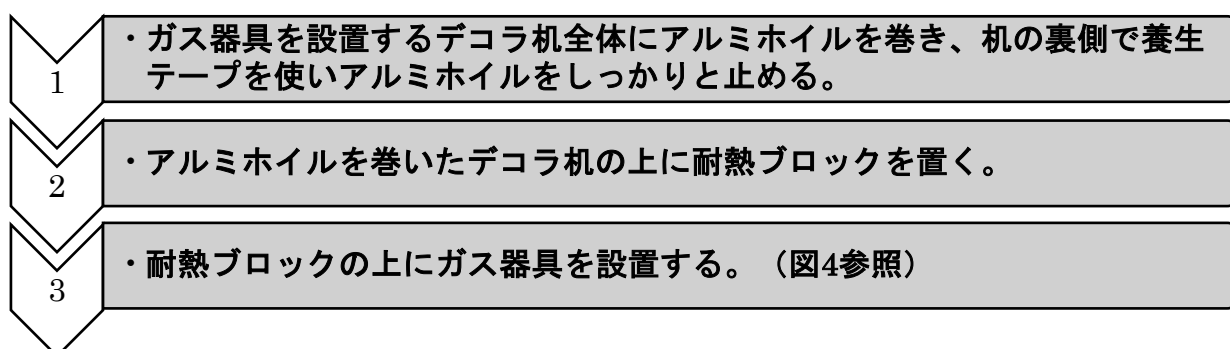 1
・ガス器具を設置するデコラ机全体にアルミホイルを巻き、机の裏側で養生
テープを使いアルミホイルをしっかりと止める。
2
・アルミホイルを巻いたデコラ机の上に耐熱ブロックを置く。
3
・耐熱ブロックの上にガス器具を設置する。（図4参照）